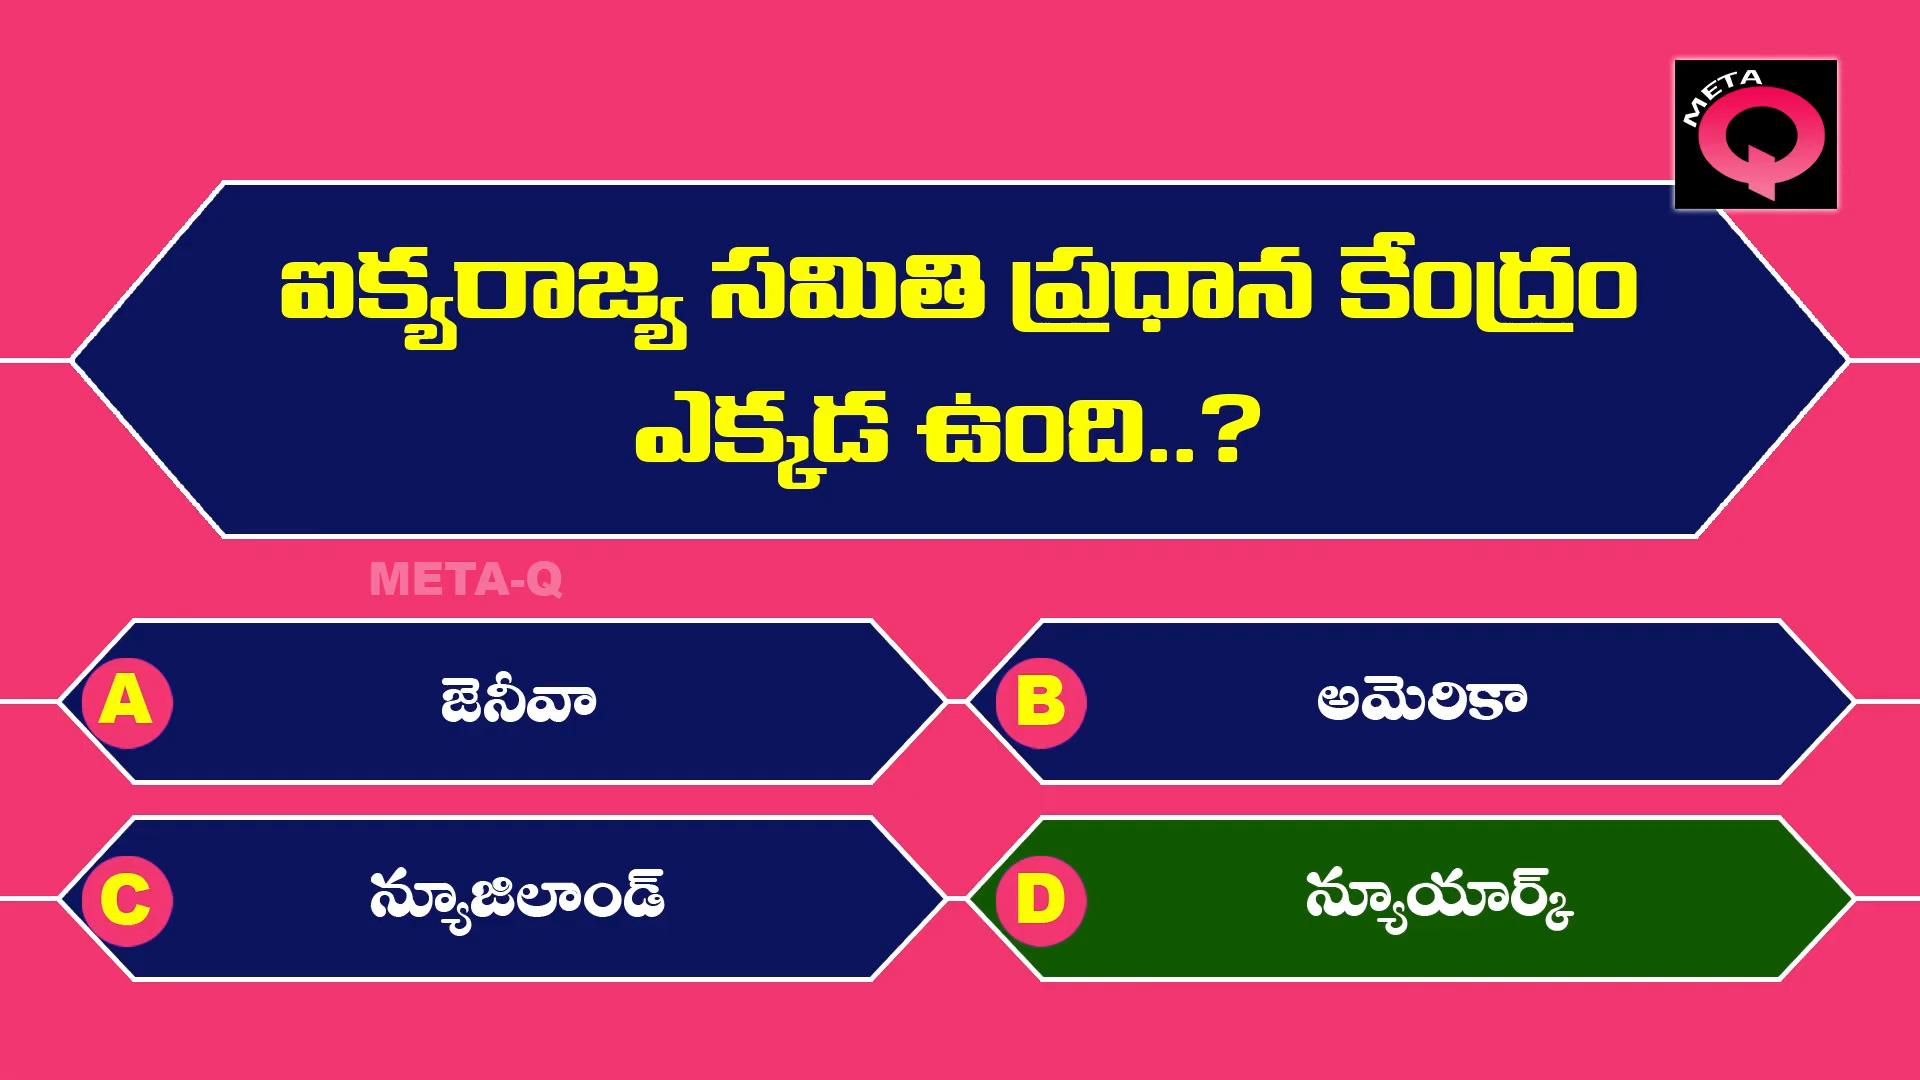 META
Q
ఐక్యరాజ్య సమితి ప్రధాన కేంద్రం
ఎక్కడ ఉంది..?
META-Q
A జెనీవా
B అమెరికా
C న్యూజిలాండ్
D న్యూయార్క్